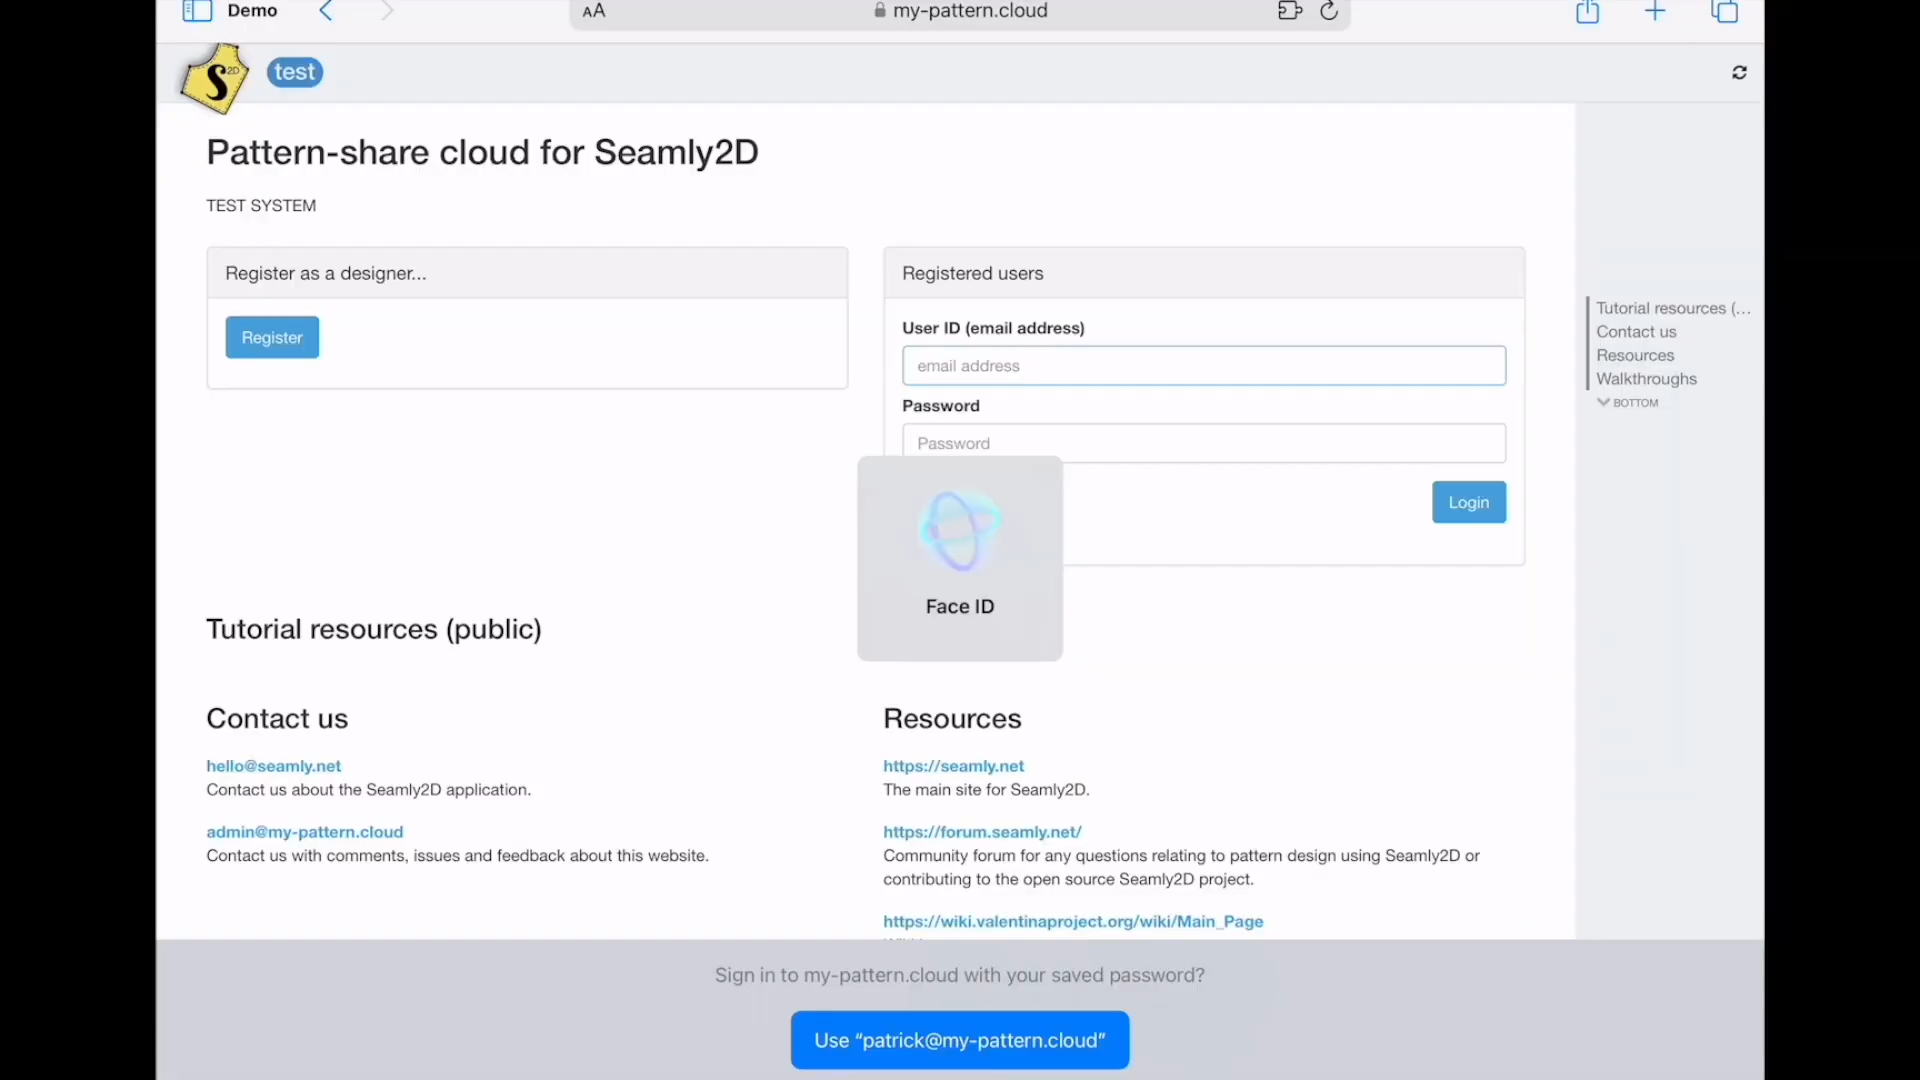 Demo
AA
my-pattern.cloud
S 2D
test
Pattern-share cloud for Seamly2D
TEST SYSTEM
Register as a designer...
Register
Registered users
User ID (email address)
email address
Password
Password
Login
Face ID
Tutorial resources (...
Contact us
Resources
Walkthroughs
BOTTOM
Tutorial resources (public)
Contact us
hello@seamly.net
Contact us about the Seamly2D application.
admin@my-pattern.cloud
Contact us with comments, issues and feedback about this website.
Resources
https://seamly.net
The main site for Seamly2D.
https://forum.seamly.net/
Community forum for any questions relating to pattern design using Seamly2D or
contributing to the open source Seamly2D project.
https://wiki.valentinaproject.org/wiki/Main_Page
Sign in to my-pattern.cloud with your saved password?
Use “patrick@my-pattern.cloud”